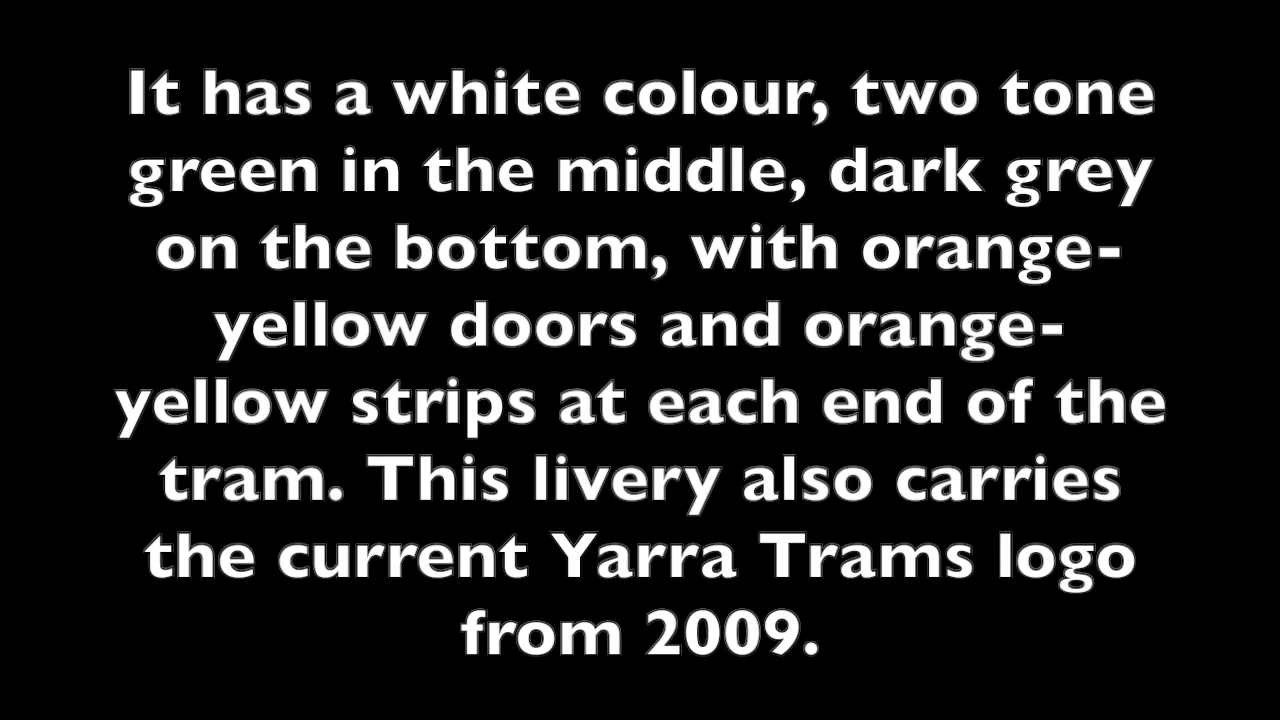 It has a white colour, two tone
green in the middle, dark grey
on the bottom, with orange-
yellow doors and orange-
yellow strips at each end of the
tram. This livery also carries
the current Yarra Trams logo
from 2009.